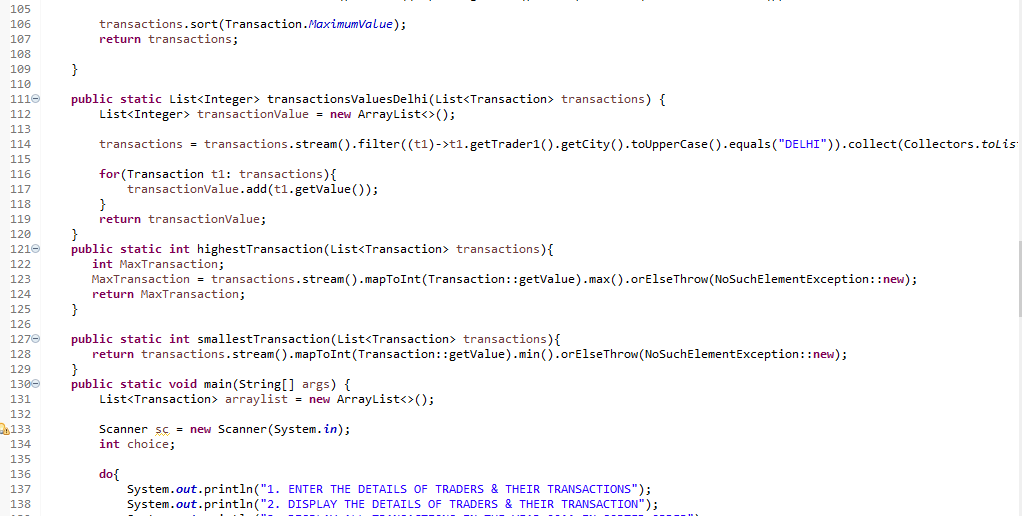 105
106 transactions.sort(Transaction.MaximumValue);
107 return transactions;
108
109 }
110
111 public static List<Integer> transactionsValuesDelhi(List<Transaction> transactions) {
112 List<Integer> transactionValue = new ArrayList<>();
113
114 transactions = transactions.stream().filter((t1)->t1.getTrader1().getCity().toUpperCase().equals("DELHI")).collect(Collectors.toLis
115
116 for(Transaction t1: transactions){
117 transactionValue.add(t1.getValue());
118 }
119 return transactionValue;
120 }
121 public static int highestTransaction(List<Transaction> transactions){
122 int MaxTransaction;
123 MaxTransaction = transactions.stream().mapToInt(Transaction::getValue).max().orElseThrow(NoSuchElementException::new);
124 return MaxTransaction;
125 }
126
127 public static int smallestTransaction(List<Transaction> transactions){
128 return transactions.stream().mapToInt(Transaction::getValue).min().orElseThrow(NoSuchElementException::new);
129 }
130 public static void main(String[] args) {
131 List<Transaction> arraylist = new ArrayList<>();
132
133 Scanner sc = new Scanner(System.in);
134 int choice;
135
136 do{
137 System.out.println("1. ENTER THE DETAILS OF TRADERS & THEIR TRANSACTIONS");
138 System.out.println("2. DISPLAY THE DETAILS OF TRADERS & THEIR TRANSACTION");